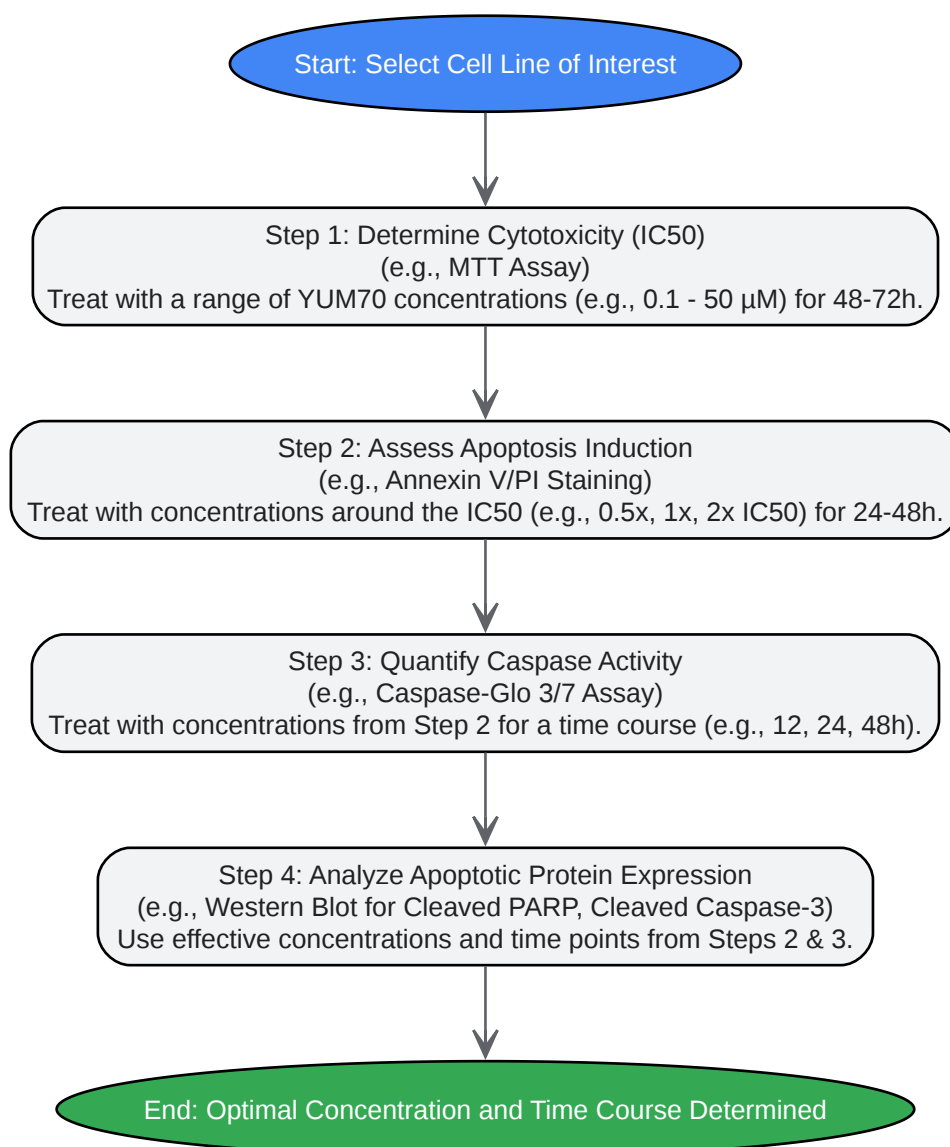 Start: Select Cell Line of Interest
Step 1: Determine Cytotoxicity (IC50)
(e.g., MTT Assay)
Treat with a range of YUM70 concentrations (e.g., 0.1 - 50 µM) for 48-72h.
Step 2: Assess Apoptosis Induction
(e.g., Annexin V/PI Staining)
Treat with concentrations around the IC50 (e.g., 0.5x, 1x, 2x IC50) for 24-48h.
Step 3: Quantify Caspase Activity
(e.g., Caspase-Glo 3/7 Assay)
Treat with concentrations from Step 2 for a time course (e.g., 12, 24, 48h).
Step 4: Analyze Apoptotic Protein Expression
(e.g., Western Blot for Cleaved PARP, Cleaved Caspase-3)
Use effective concentrations and time points from Steps 2 & 3.
End: Optimal Concentration and Time Course Determined